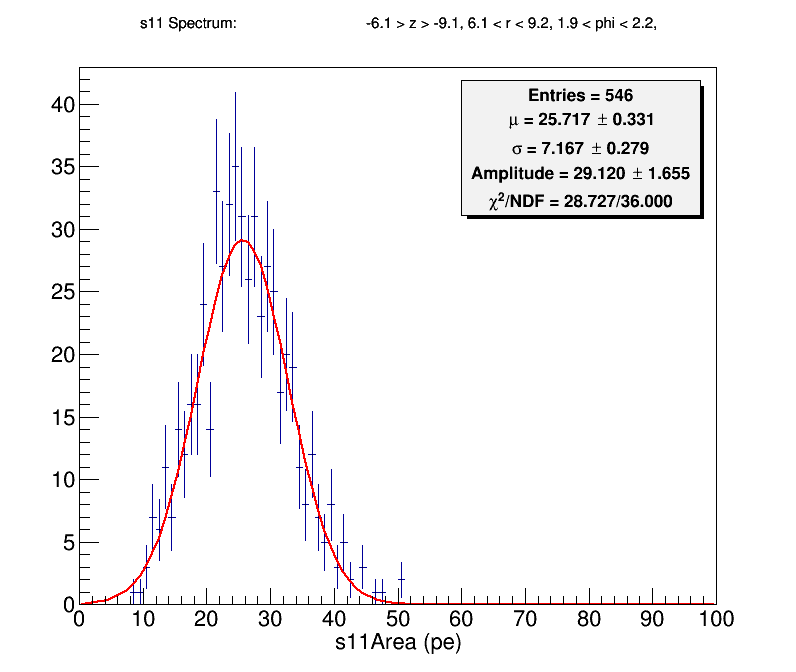 s11 Spectrum: -6.1 > z > -9.1, 6.1 < r < 9.2, 1.9 < phi < 2.2,
Entries = 546
μ = 25.717 ± 0.331
σ = 7.167 ± 0.279
Amplitude = 29.120 ± 1.655
χ²/NDF = 28.727/36.000
40
35
30
25
20
15
10
5
0
0 10 20 30 40 50 60 70 80 90 100
s11Area (pe)